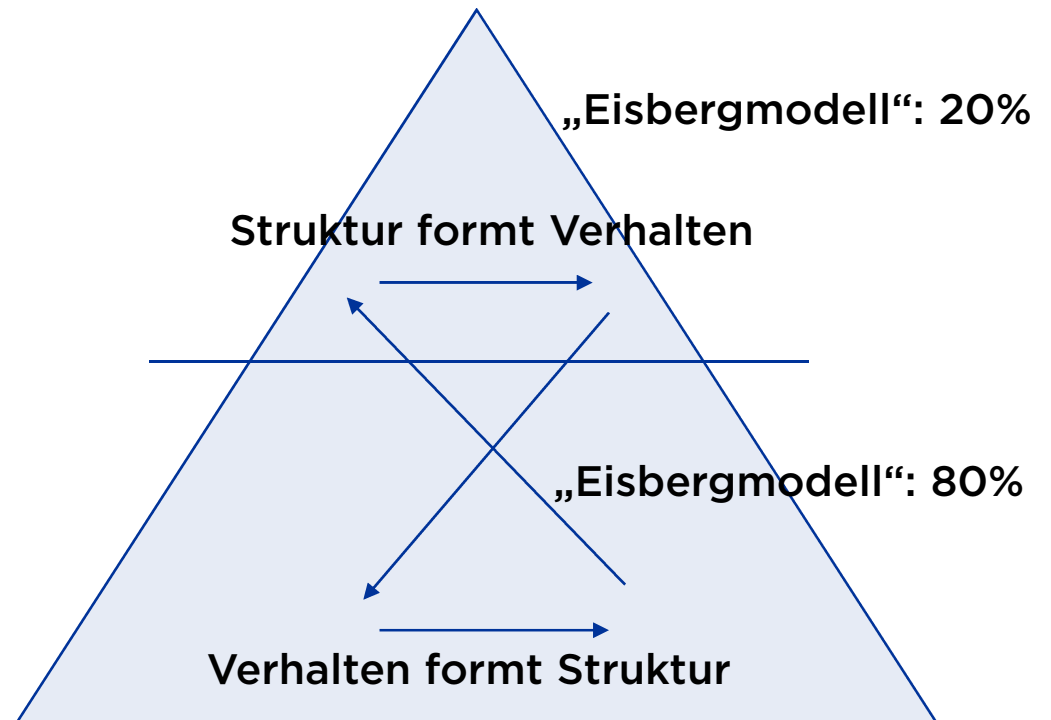 „Eisbergmodell“: 20%
Struktur formt Verhalten
„Eisbergmodell“: 80%
Verhalten formt Struktur